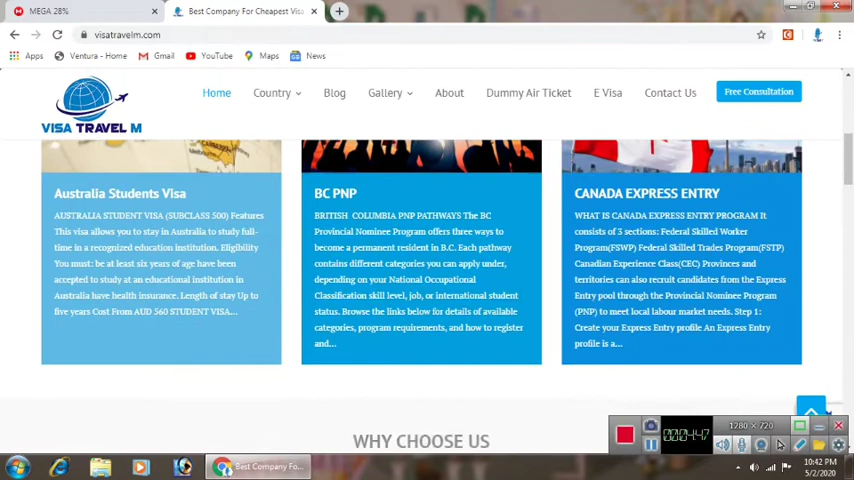 MEGA 28%
Best Company For Cheapest Visa
visatravelm.com
Apps Ventura - Home Gmail YouTube Maps News
VISA TRAVEL M
Home Country Blog Gallery About Dummy Air Ticket E Visa Contact Us Free Consultation
Australia Students Visa
AUSTRALIA STUDENT VISA (SUBCLASS 500) Features
This visa allows you to stay in Australia to study full-
time in a recognized education institution. Eligibility
You must: be at least six years of age have been
accepted to study at an educational institution in
Australia have health insurance. Length of stay Up to
five years Cost From AUD 560 STUDENT VISA...
BC PNP
BRITISH COLUMBIA PNP PATHWAYS The BC
Provincial Nominee Program offers three ways to
become a permanent resident in B.C. Each pathway
contains different categories you can apply under,
depending on your National Occupational
Classification skill level, job, or international student
status. Browse the links below for details of available
categories, program requirements, and how to register
and...
CANADA EXPRESS ENTRY
WHAT IS CANADA EXPRESS ENTRY PROGRAM It
consists of 3 sections: Federal Skilled Worker
Program(FSWP) Federal Skilled Trades Program(FSTP)
Canadian Experience Class(CEC) Provinces and
territories can also recruit candidates from the Express
Entry pool through the Provincial Nominee Program
(PNP) to meet local labour market needs. Step 1:
Create your Express Entry profile An Express Entry
profile is a...
WHY CHOOSE US
1280 × 720
Best Company Fo...
10:42 PM
5/2/2020